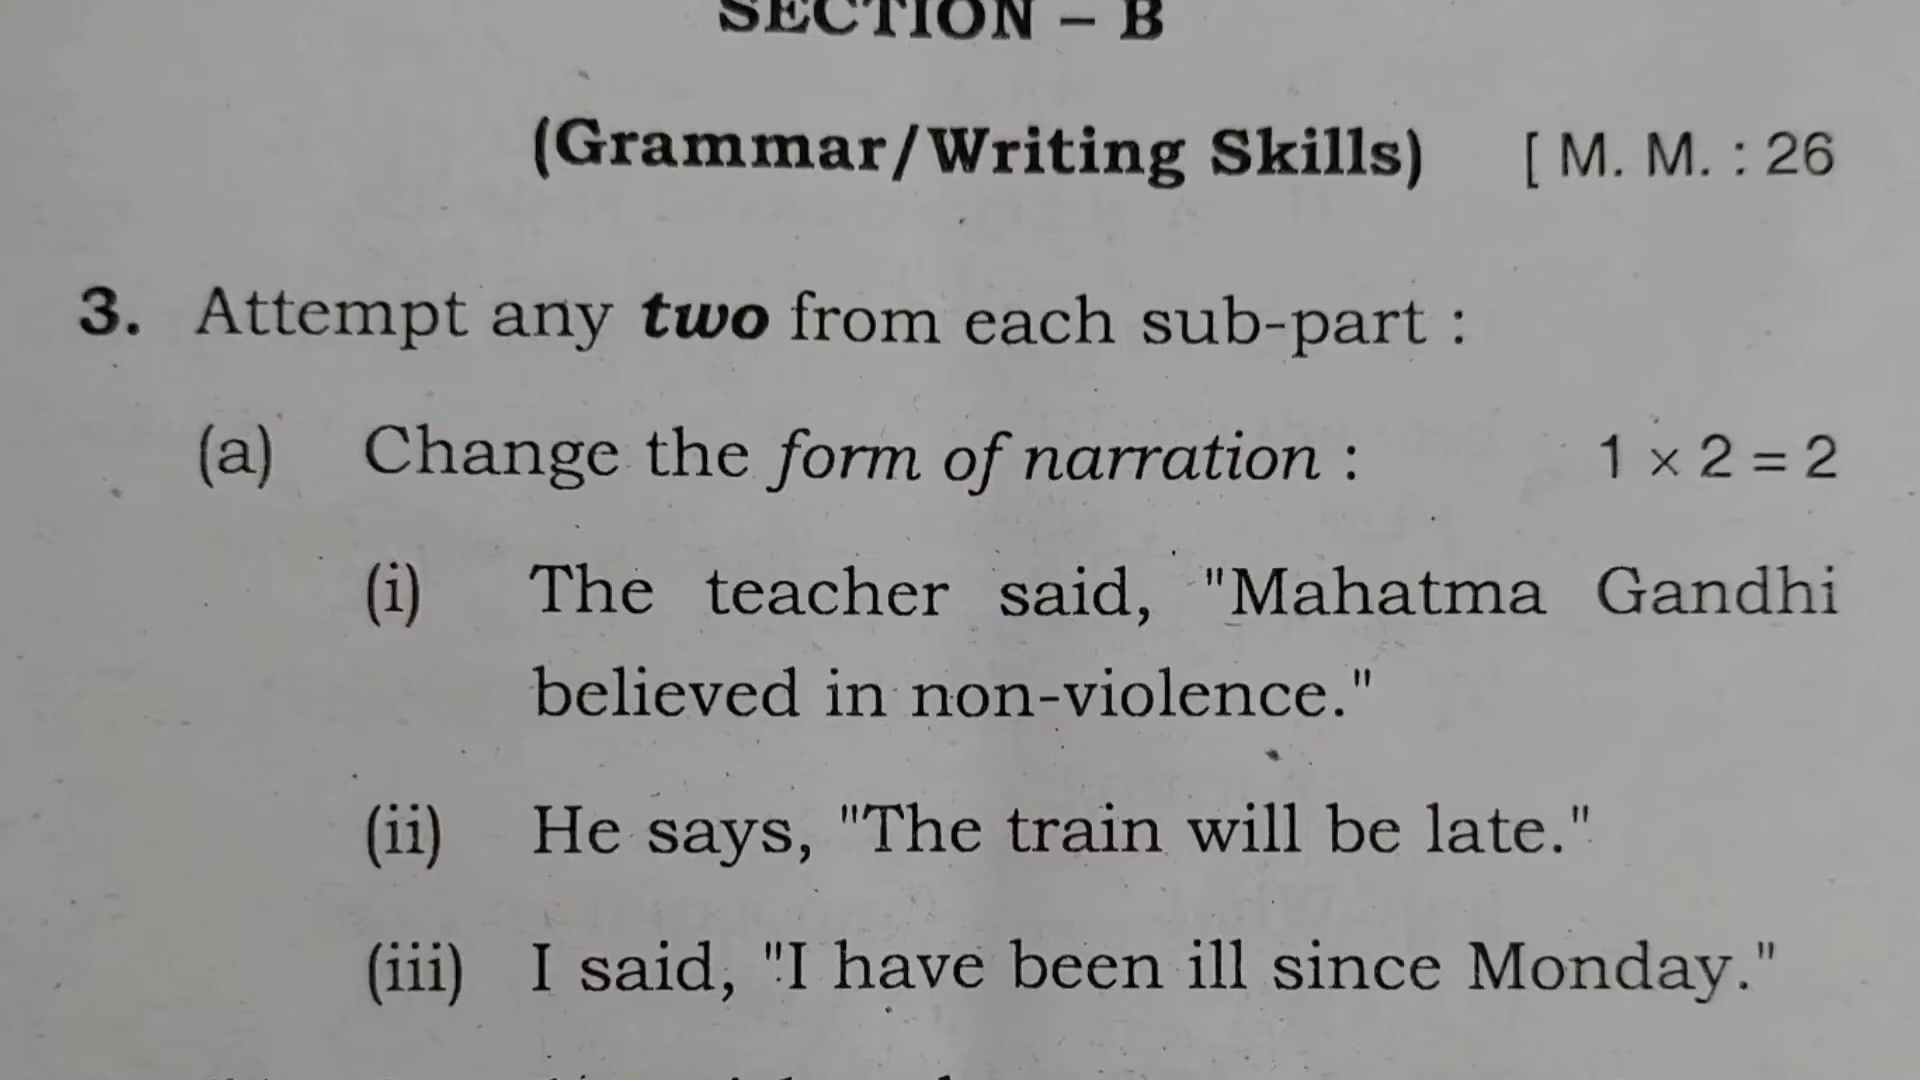 SECTION – B
(Grammar/Writing Skills) [ M. M. : 26
3. Attempt any two from each sub-part :
(a) Change the form of narration : 1 × 2 = 2
(i) The teacher said, "Mahatma Gandhi
believed in non-violence."
(ii) He says, "The train will be late."
(iii) I said, "I have been ill since Monday."